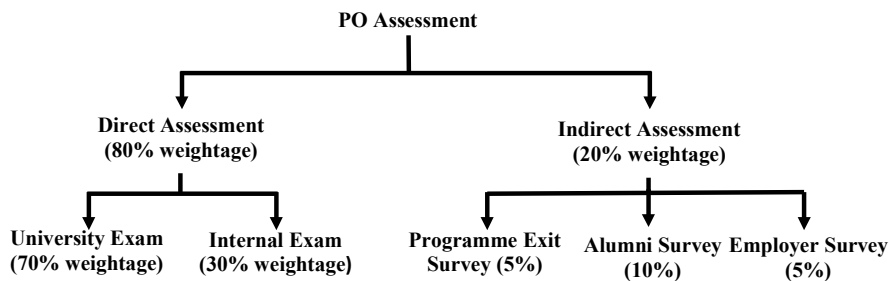 PO Assessment
Direct Assessment
(80% weightage)
Indirect Assessment
(20% weightage)
University Exam
(70% weightage)
Internal Exam
(30% weightage)
Programme Exit
Survey (5%)
Alumni Survey
(10%)
Employer Survey
(5%)